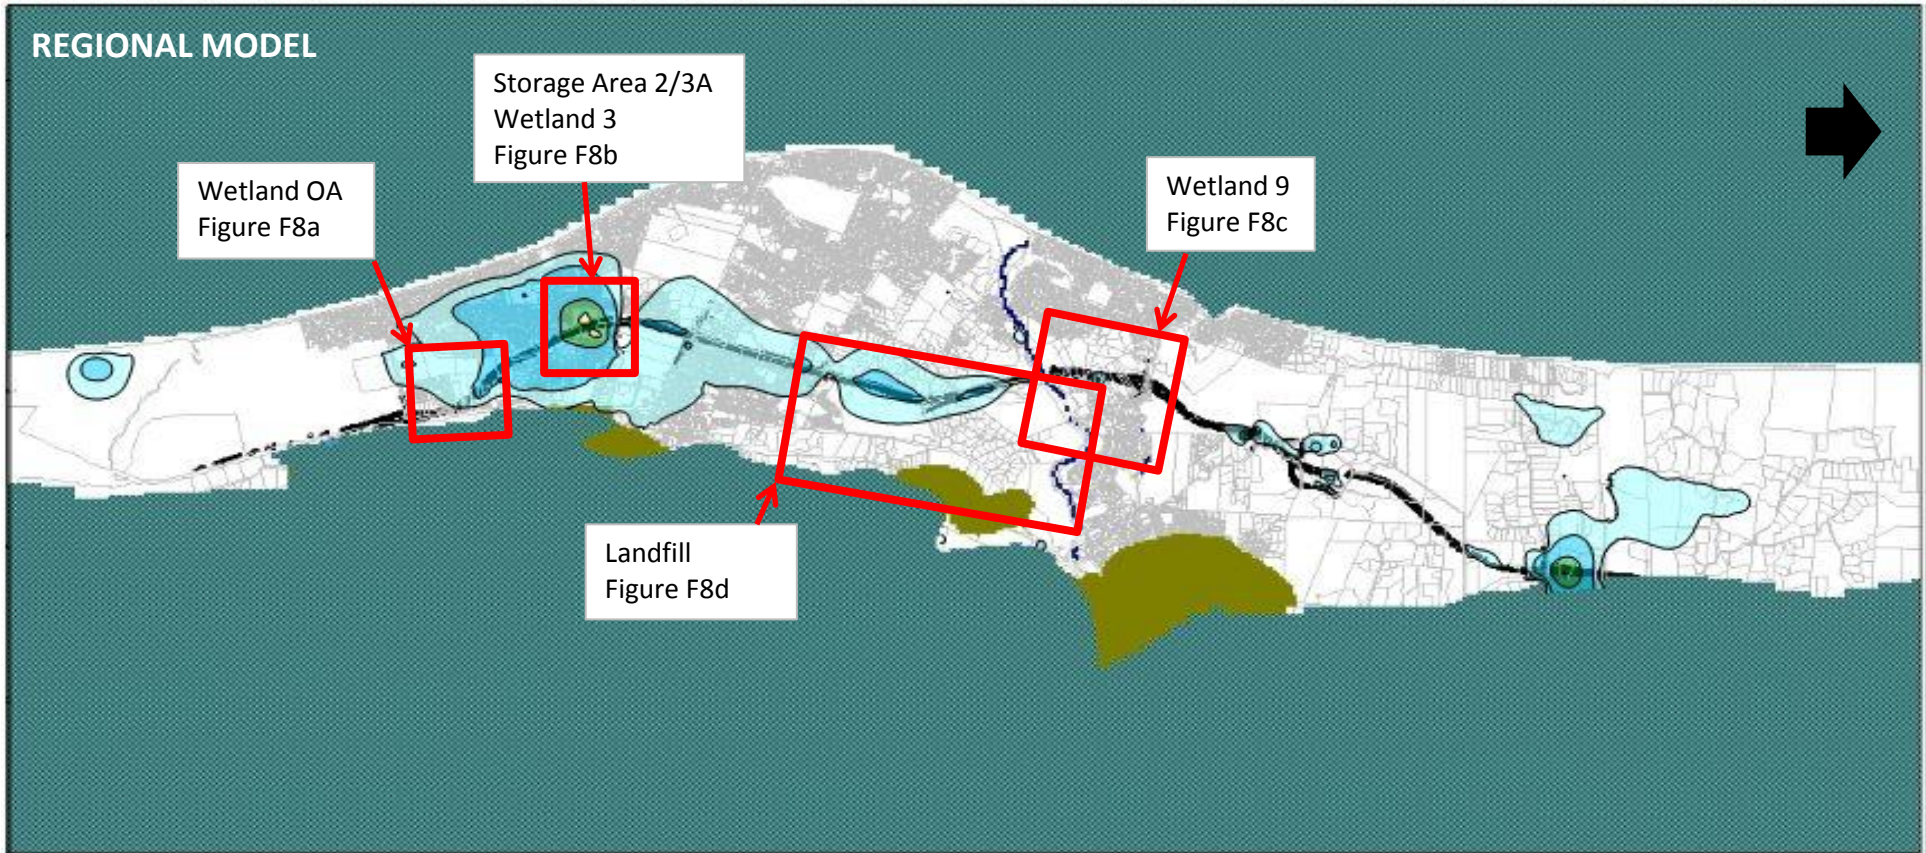 REGIONAL MODEL
Storage Area 2/3A
Wetland 3
Figure F8b
Wetland OA
Figure F8a
Wetland 9
Figure F8c
Landfill
Figure F8d